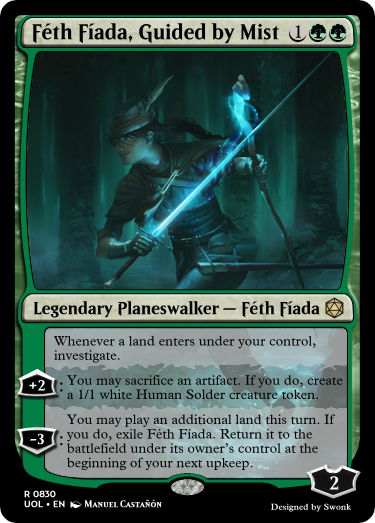 Féth Fíada, Guided by Mist 1
Legendary Planeswalker — Féth Fíada
Whenever a land enters under your control,
investigate.
+2: You may sacrifice an artifact. If you do, create
a 1/1 white Human Solder creature token.
-3: You may play an additional land this turn. If
you do, exile Féth Fíada. Return it to the
battlefield under its owner's control at the
beginning of your next upkeep.
2
R 0830
UOL • EN Manuel Castañón
Designed by Swonk